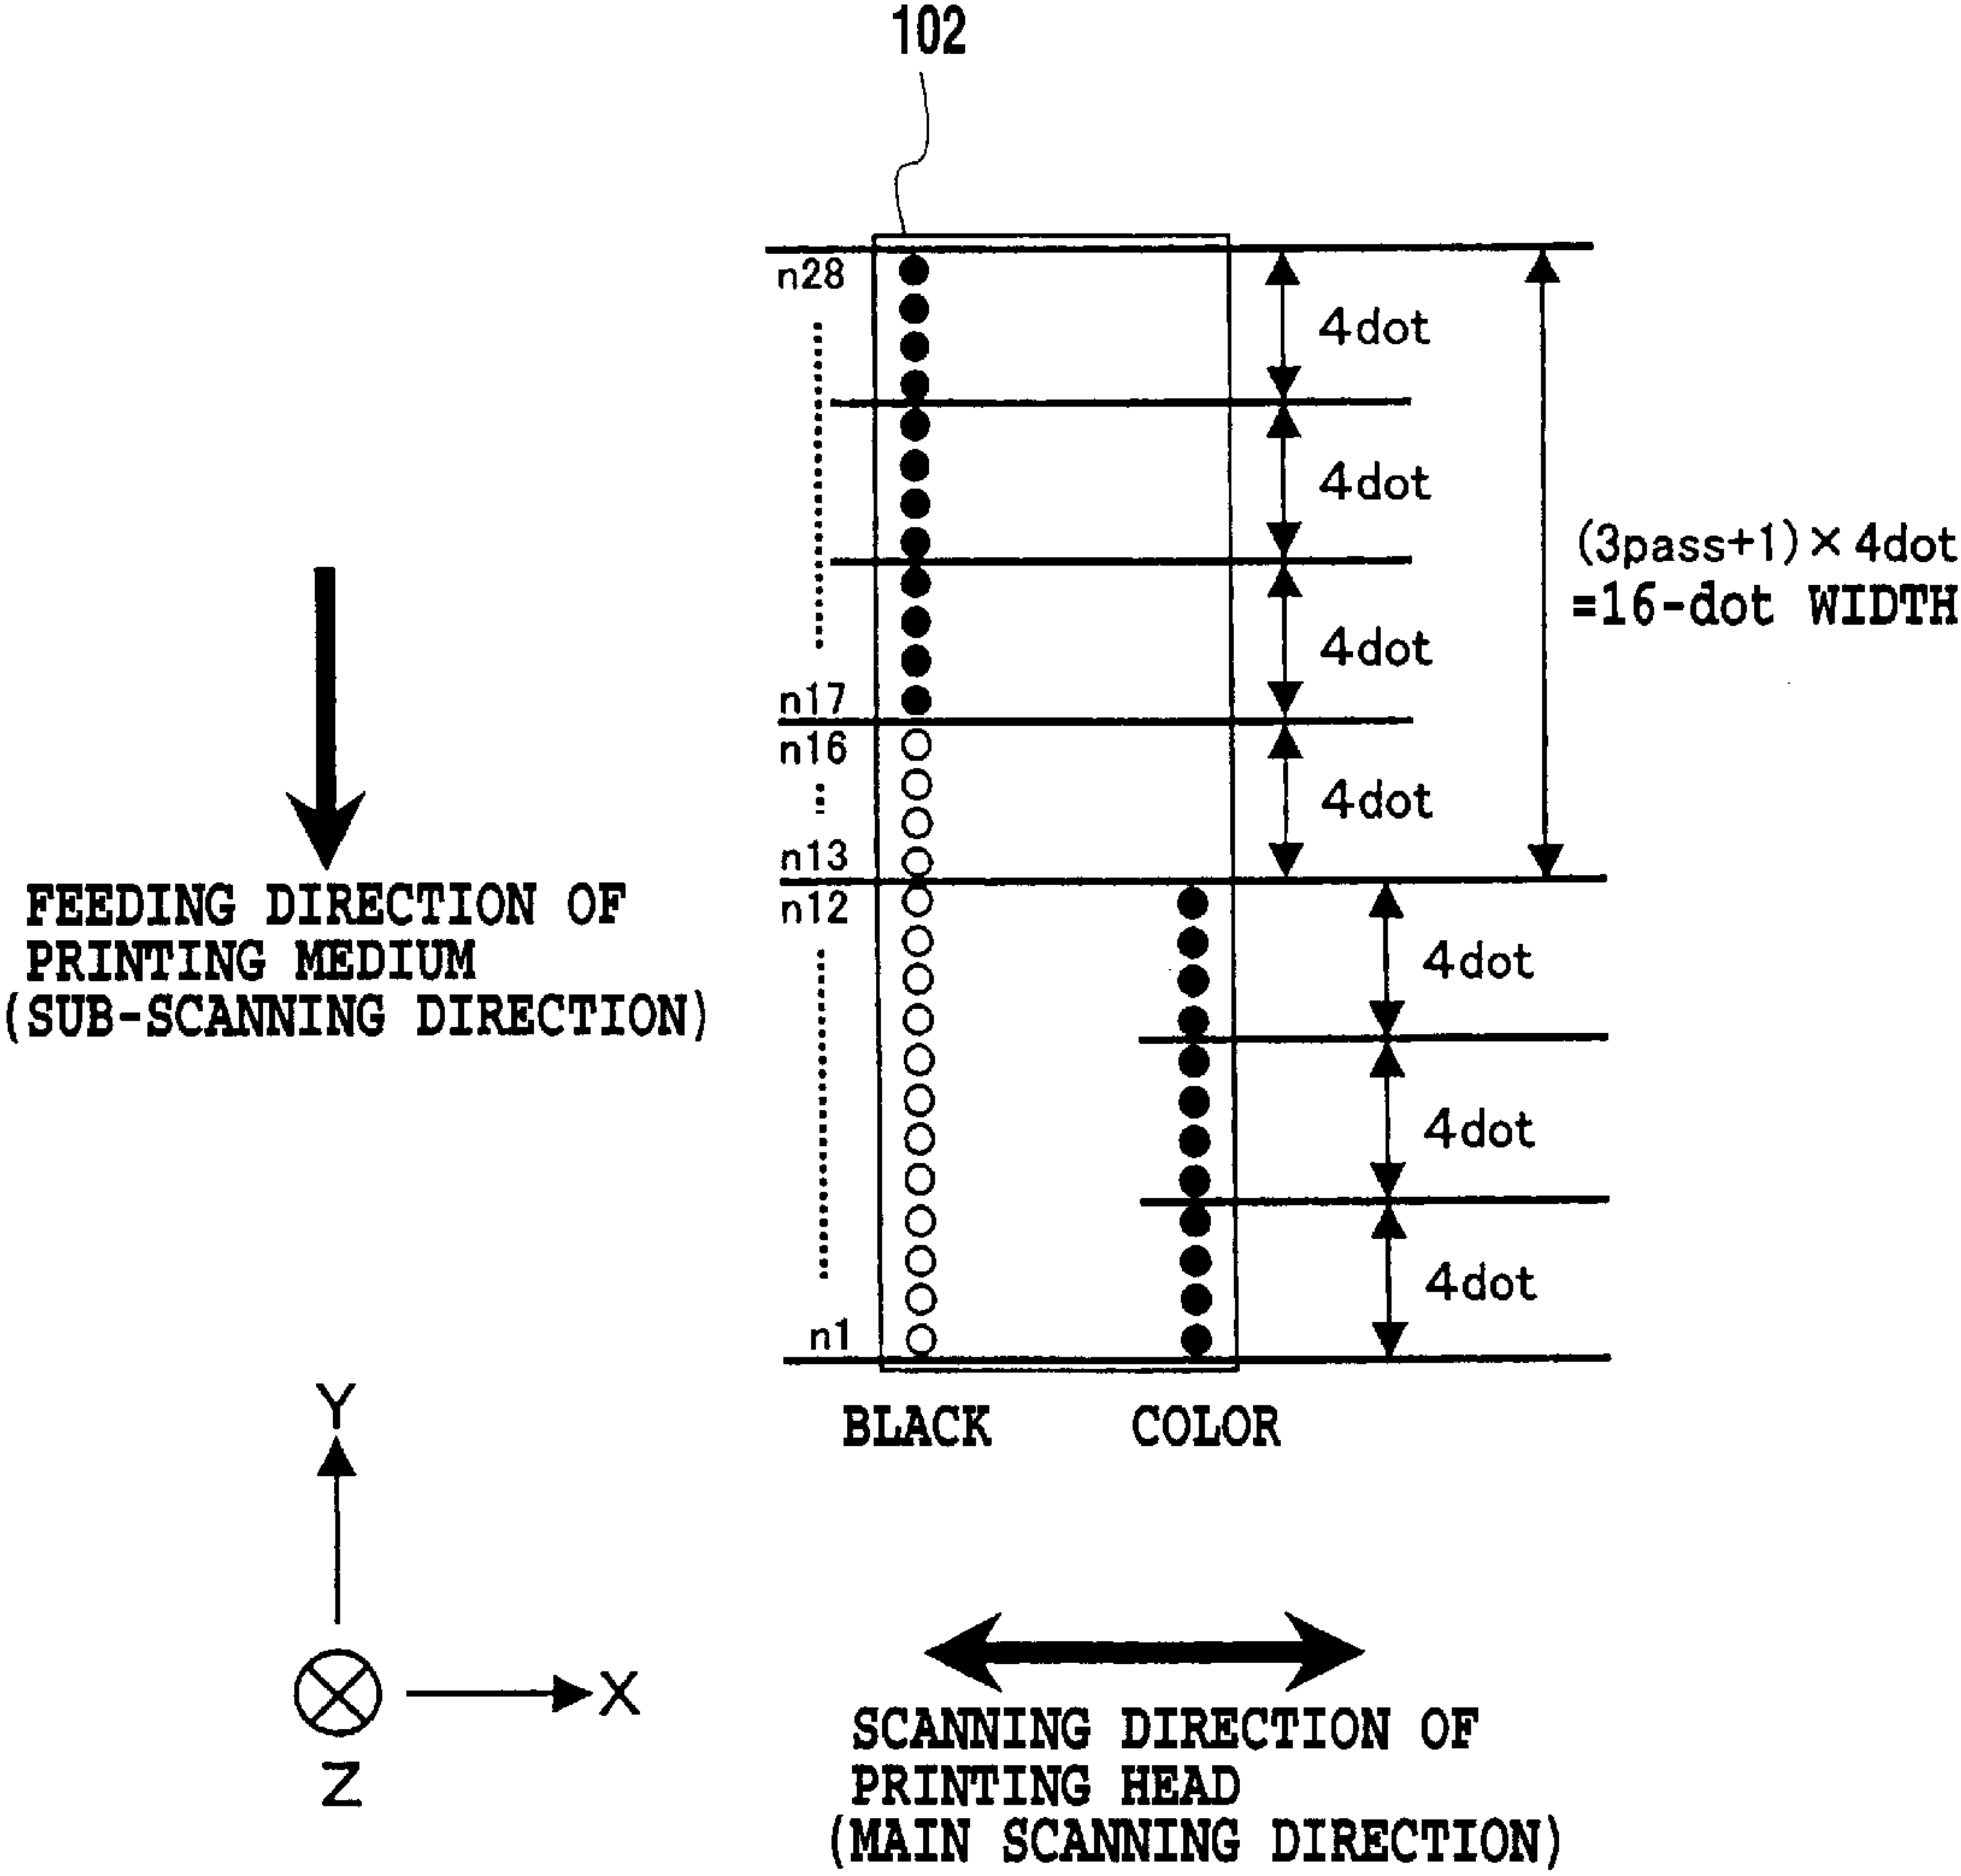 102
n28
4dot
4dot
(3pass+1)×4dot
=16-dot WIDTH
4dot
n17
n16
4dot
n13
n12
FEEDING DIRECTION OF
PRINTING MEDIUM
(SUB-SCANNING DIRECTION)
4dot
4dot
4dot
n1
BLACK
COLOR
Y
X
Z
SCANNING DIRECTION OF
PRINTING HEAD
(MAIN SCANNING DIRECTION)